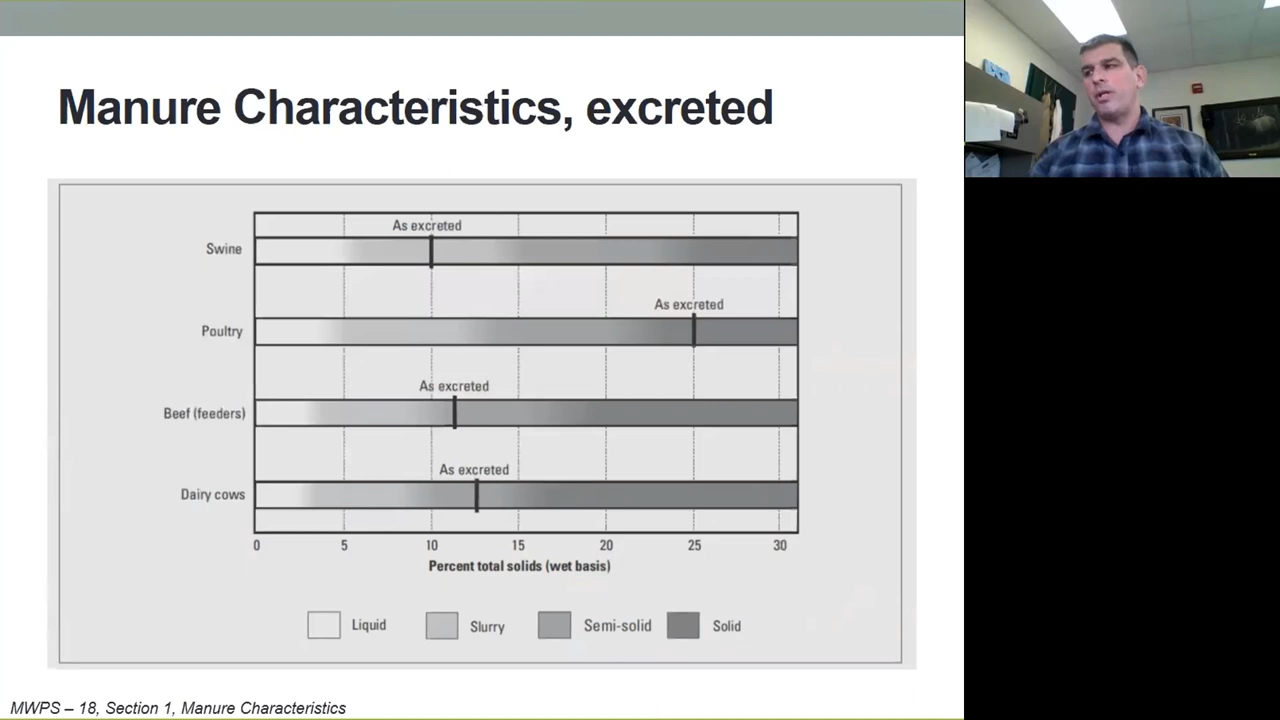 Manure Characteristics, excreted
As excreted
Swine
As excreted
Poultry
As excreted
Beef (feeders)
As excreted
Dairy cows
0 5 10 15 20 25 30
Percent total solids (wet basis)
Liquid Slurry Semi-solid Solid
MWPS – 18, Section 1, Manure Characteristics